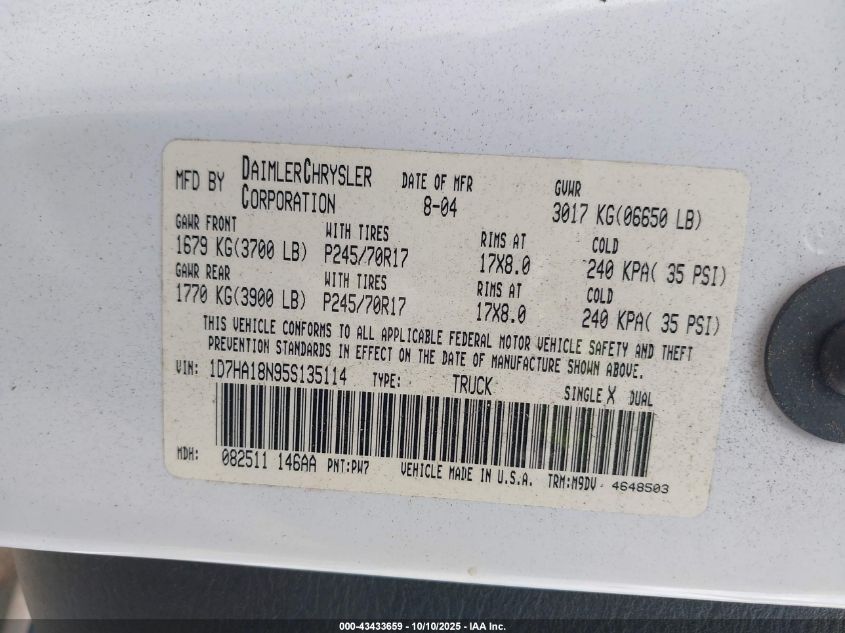 MFD BY DAIMLERCHRYSLER CORPORATION DATE OF MFR 8-04 GVWR 3017 KG(06650 LB)
GAWR FRONT WITH TIRES RIMS AT COLD
1679 KG(3700 LB) P245/70R17 17X8.0 240 KPA( 35 PSI)
GAWR REAR WITH TIRES RIMS AT COLD
1770 KG(3900 LB) P245/70R17 17X8.0 240 KPA( 35 PSI)
THIS VEHICLE CONFORMS TO ALL APPLICABLE FEDERAL MOTOR VEHICLE SAFETY AND THEFT
PREVENTION STANDARDS IN EFFECT ON THE DATE OF MANUFACTURE SHOWN ABOVE.
VIN: 1D7HA18N95S135114 TYPE: TRUCK SINGLE X DUAL
MDH: 082511 146AA PNT:PW7 VEHICLE MADE IN U.S.A. TRM:M9DV 4648503
000-43433659 - 10/10/2025 - IAA Inc.